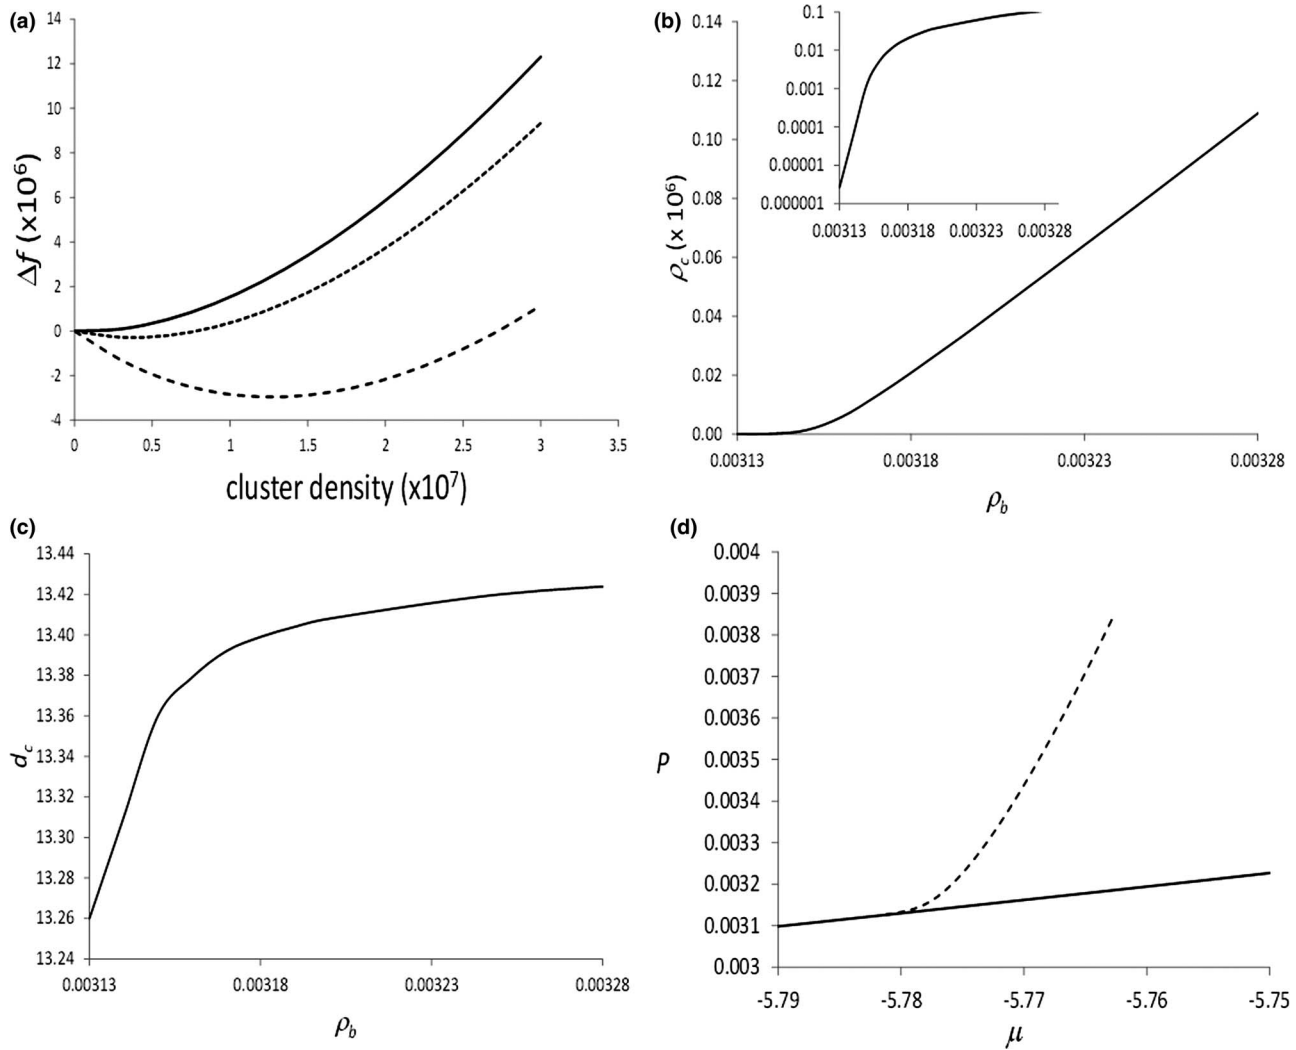 (a)
14
12
10
8
6
4
2
0
-2
-4
Δf (x10⁶)
0 0.5 1 1.5 2 2.5 3 3.5
cluster density (x10⁷)
(b)
0.14
0.12
0.10
0.08
0.06
0.04
0.02
0.00
ρc (x 10⁶)
0.1
0.01
0.001
0.0001
0.00001
0.000001
0.00313 0.00318 0.00323 0.00328
0.00313 0.00318 0.00323 0.00328
ρb
(c)
13.44
13.42
13.40
13.38
13.36
13.34
13.32
13.30
13.28
13.26
13.24
dc
0.00313 0.00318 0.00323 0.00328
ρb
(d)
0.004
0.0039
0.0038
0.0037
0.0036
0.0035
0.0034
0.0033
0.0032
0.0031
0.003
P
-5.79 -5.78 -5.77 -5.76 -5.75
μ